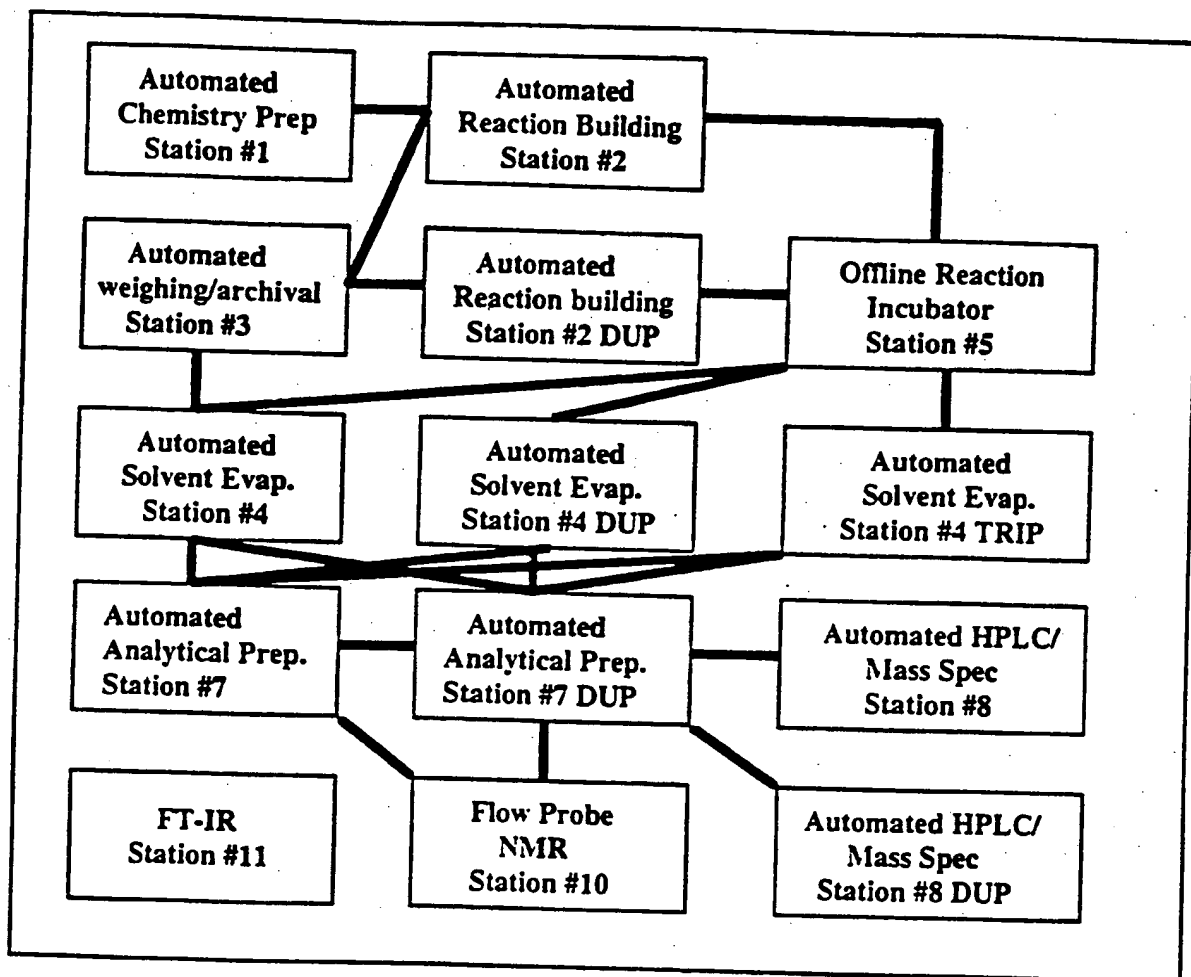 Automated
Chemistry Prep
Station #1
Automated
Reaction Building
Station #2
Automated
weighing/archival
Station #3
Automated
Reaction building
Station #2 DUP
Offline Reaction
Incubator
Station #5
Automated
Solvent Evap.
Station #4
Automated
Solvent Evap.
Station #4 DUP
Automated
Solvent Evap.
Station #4 TRIP
Automated
Analytical Prep.
Station #7
Automated
Analytical Prep.
Station #7 DUP
Automated HPLC/
Mass Spec
Station #8
FT-IR
Station #11
Flow Probe
NMR
Station #10
Automated HPLC/
Mass Spec
Station #8 DUP